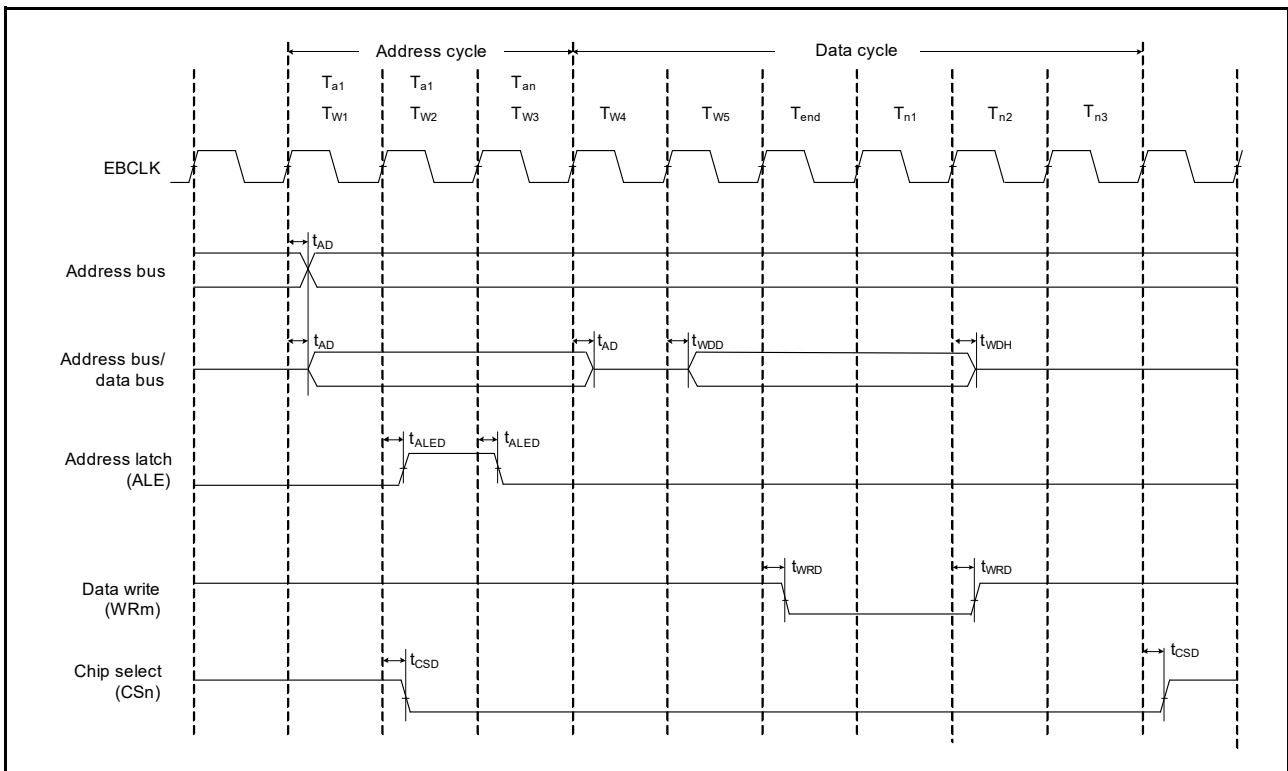 Address cycle Data cycle
Ta1 Ta1 Tan
TW1 TW2 TW3 TW4 TW5 Tend Tn1 Tn2 Tn3
EBCLK
tAD
Address bus
tAD tAD tWDD tWDH
Address bus/
data bus
tALED tALED
Address latch
(ALE)
tWRD tWRD
Data write
(WRm)
tCSD tCSD
Chip select
(CSn)